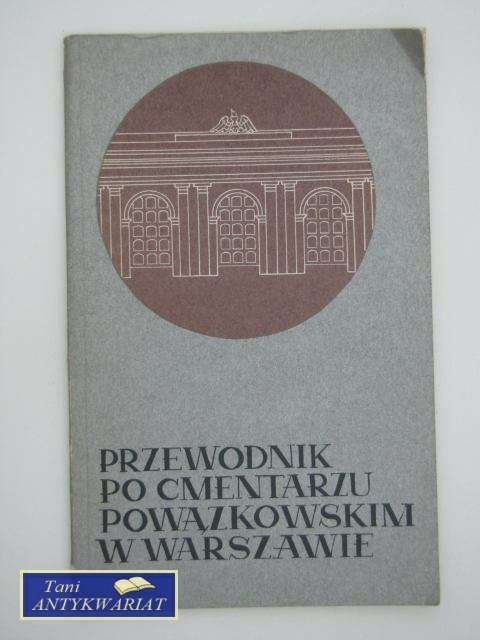 PRZEWODNIK
PO CMENTARZU
POWĄZKOWSKIM
W WARSZAWIE
Tani
ANTYKWARIAT